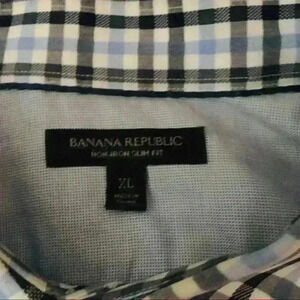 BANANA REPUBLIC
NON-IRON SLIM FIT
XL